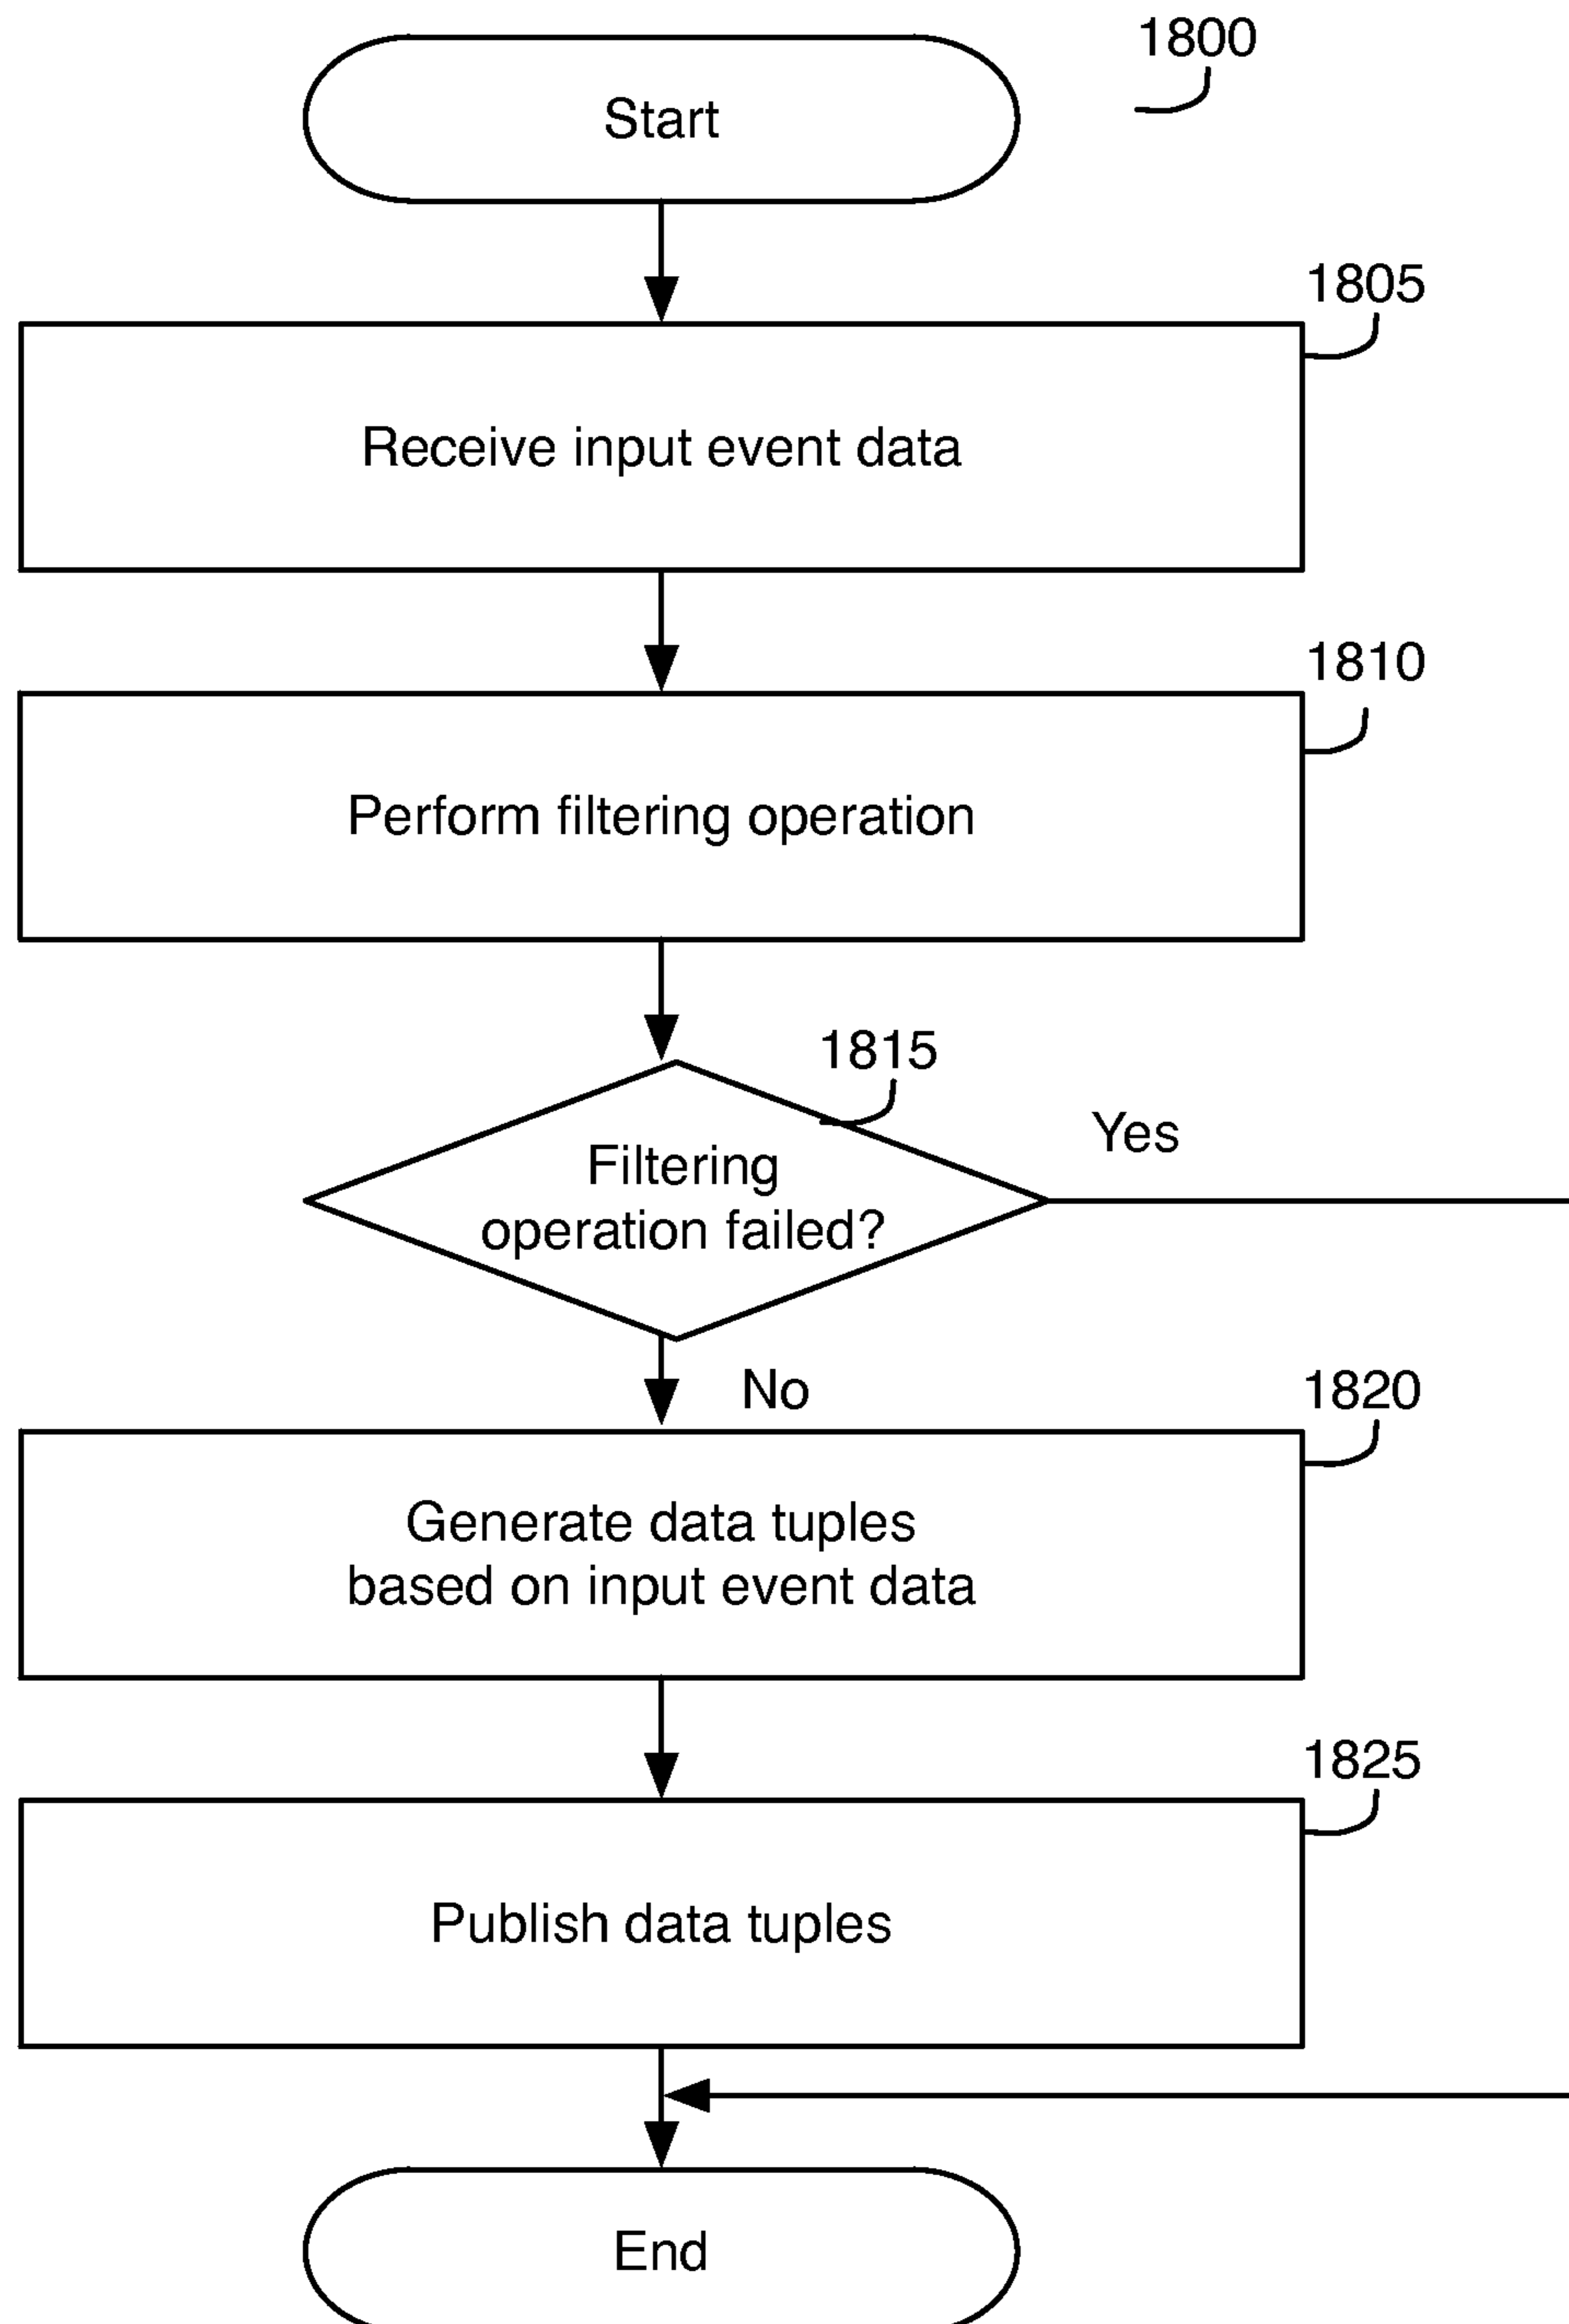 1800
Start
1805
Receive input event data
1810
Perform filtering operation
1815
Yes
Filtering
operation failed?
No
1820
Generate data tuples
based on input event data
1825
Publish data tuples
End